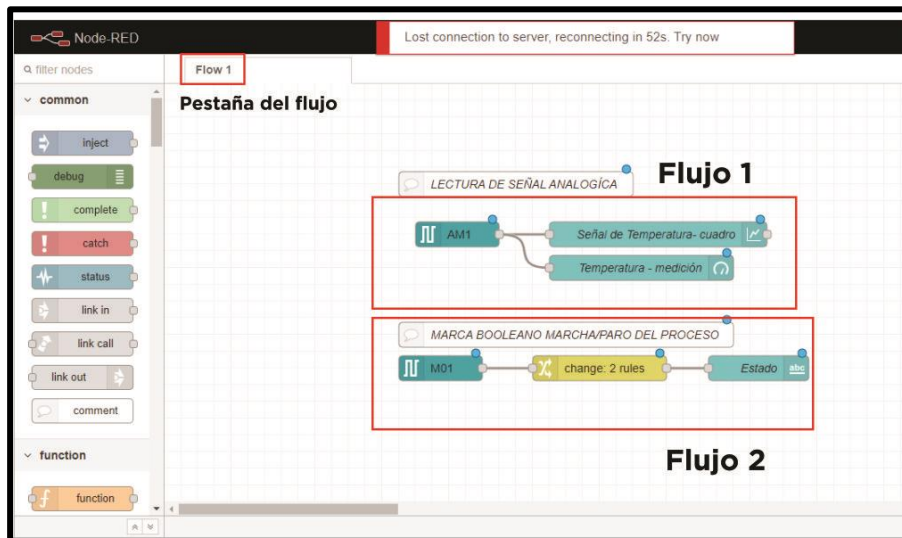 Node-RED
Lost connection to server, reconnecting in 52s. Try now
filter nodes
Flow 1
common
Pestaña del flujo
inject
debug
complete
catch
status
link in
link call
link out
comment
function
function
LECTURA DE SEÑAL ANALOGÍCA
Flujo 1
AM1
Señal de Temperatura- cuadro
Temperatura - medición
MARCA BOOLEANO MARCHA/PARO DEL PROCESO
M01
change: 2 rules
Estado
abc
Flujo 2